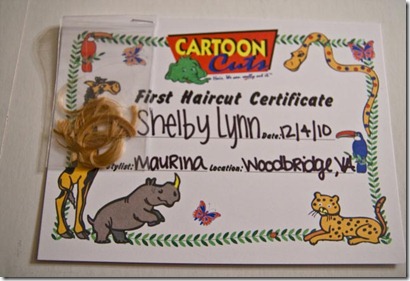 CARTOON
Cuts
First Haircut Certificate
Shelby Lynn Date: 12/4/10
Stylist: Maurina Location: Woodbridge, VA